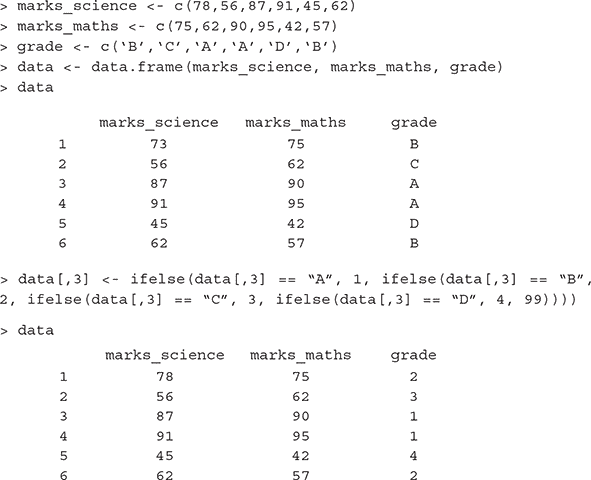 > marks_science <- c(78,56,87,91,45,62)
> marks_maths <- c(75,62,90,95,42,57)
> grade <- c(‘B’,‘C’,‘A’,‘A’,‘D’,‘B’)
> data <- data.frame(marks_science, marks_maths, grade)
> data
marks_science marks_maths grade
1 73 75 B
2 56 62 C
3 87 90 A
4 91 95 A
5 45 42 D
6 62 57 B
> data[,3] <- ifelse(data[,3] == “A”, 1, ifelse(data[,3] == “B”,
2, ifelse(data[,3] == “C”, 3, ifelse(data[,3] == “D”, 4, 99))))
> data
marks_science marks_maths grade
1 78 75 2
2 56 62 3
3 87 90 1
4 91 95 1
5 45 42 4
6 62 57 2